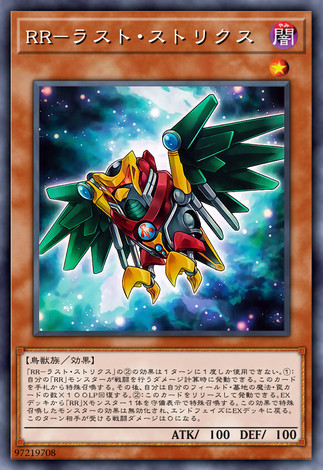 RR－ラスト・ストリクス
やみ
闇
【鳥獣族／効果】
「RR－ラスト・ストリクス」の②の効果は１ターンに１度しか使用できない。①：
自分の「RR」モンスターが戦闘を行うダメージ計算時に発動できる。このカード
を手札から特殊召喚する。その後、自分は自分のフィールド・墓地の魔法・罠カー
ドの数×１００LP回復する。②：このカードをリリースして発動できる。EX
デッキから「RR」Xモンスター１体を守備表示で特殊召喚する。この効果で特殊
召喚したモンスターの効果は無効化され、エンドフェイズにEXデッキに戻る。
このターン相手が受ける戦闘ダメージは０になる。
ATK/ 100 DEF/ 100
97219708